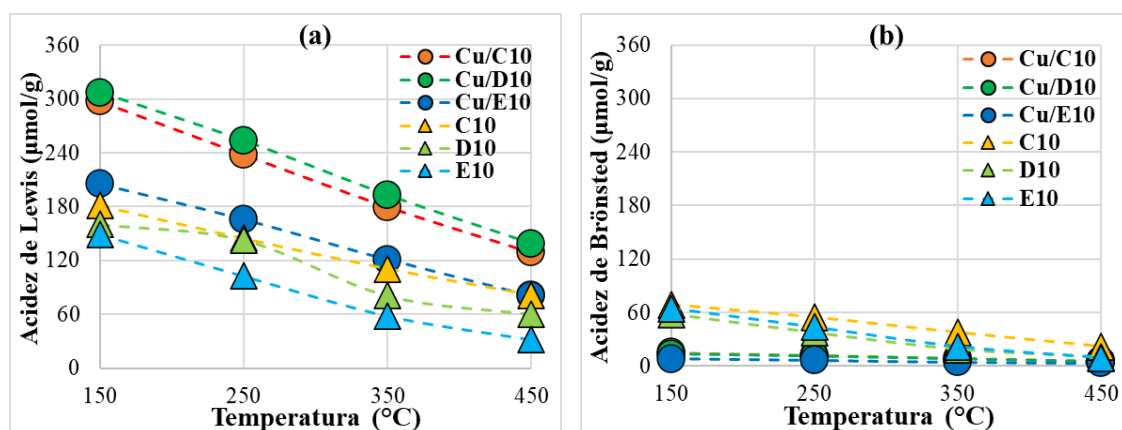 (a)
Acidez de Lewis (µmol/g)
360
300
240
180
120
60
0
Cu/C10
Cu/D10
Cu/E10
C10
D10
E10
150
250
350
450
Temperatura (°C)
(b)
Acidez de Brönsted (µmol/g)
360
300
240
180
120
60
0
Cu/C10
Cu/D10
Cu/E10
C10
D10
E10
150
250
350
450
Temperatura (°C)